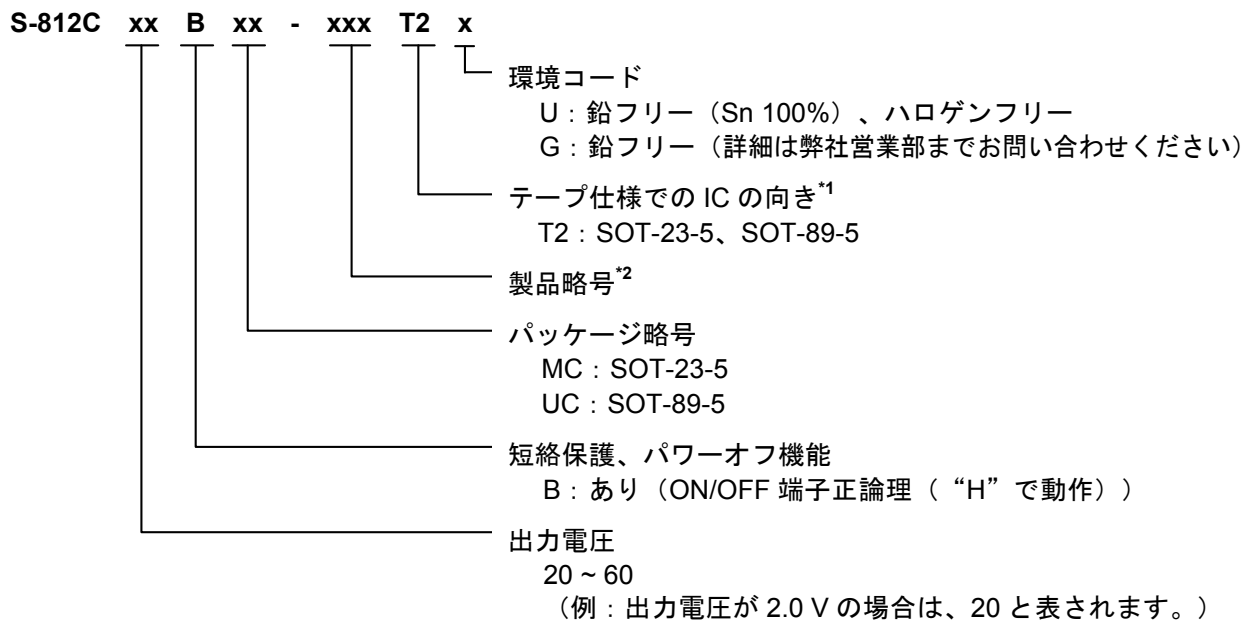 S-812C xx B xx - xxx T2 x
環境コード
U：鉛フリー（Sn 100%）、ハロゲンフリー
G：鉛フリー（詳細は弊社営業部までお問い合わせください）
テープ仕様での IC の向き*1
T2：SOT-23-5、SOT-89-5
製品略号*2
パッケージ略号
MC：SOT-23-5
UC：SOT-89-5
短絡保護、パワーオフ機能
B：あり（ON/OFF 端子正論理（“H”で動作））
出力電圧
20 ~ 60
（例：出力電圧が 2.0 V の場合は、20 と表されます。）